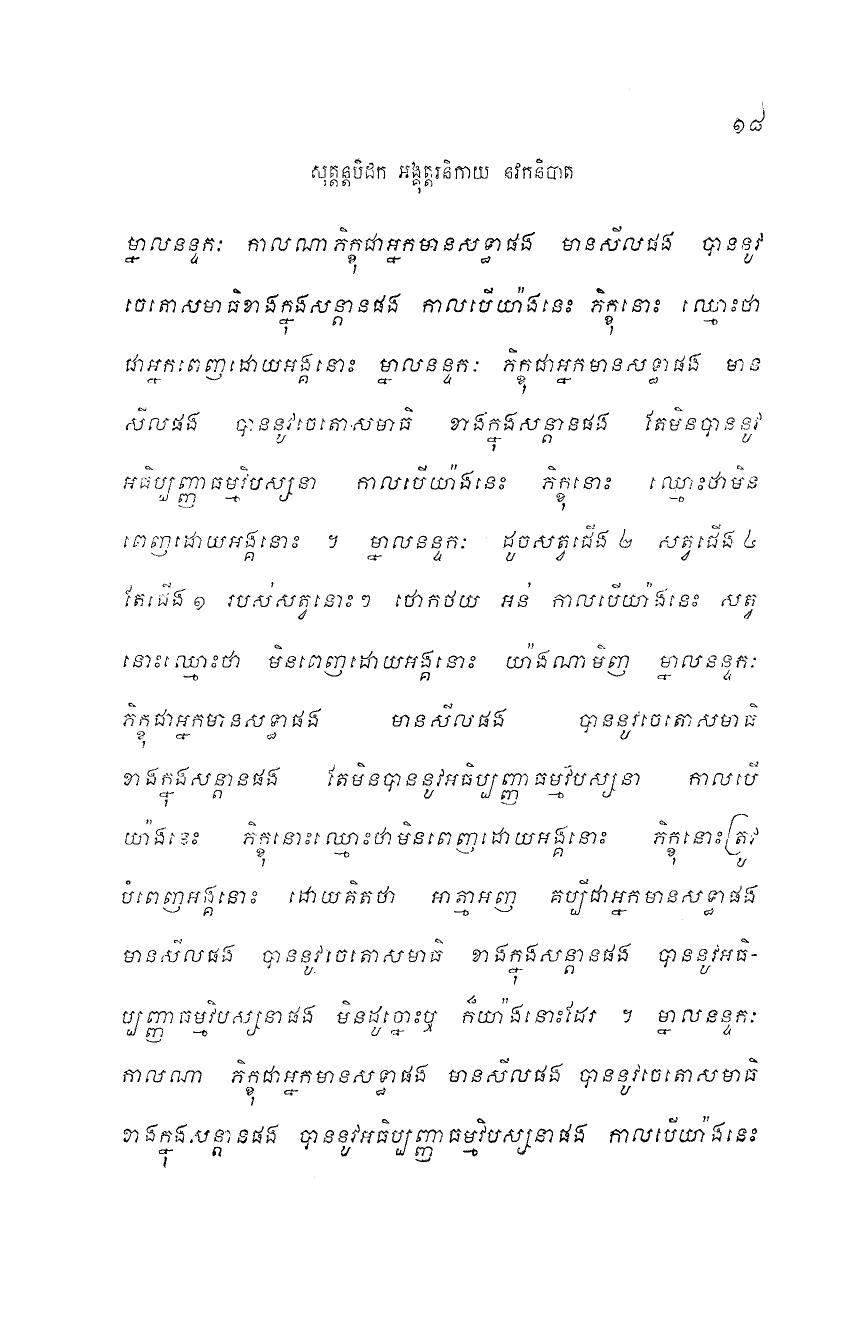 ១៨
សុត្តន្តបិដក អង្គុត្តរនិកាយ នវកនិបាត
ម្នាលនន្ទកៈ កាលណាភិក្ខុជាអ្នកមានសទ្ធាផង មានសីលផង បាននូវ
ចេតោសមាធិខាងក្នុងសន្តានផង កាលបើយ៉ាងនេះ ភិក្ខុនោះ ឈ្មោះថា
ជាអ្នកពេញដោយអង្គនោះ ម្នាលនន្ទកៈ ភិក្ខុជាអ្នកមានសទ្ធាផង មាន
សីលផង បាននូវចេតោសមាធិ ខាងក្នុងសន្តានផង តែមិនបាននូវ
អធិប្បញ្ញាធម្មវិបស្សនា កាលបើយ៉ាងនេះ ភិក្ខុនោះ ឈ្មោះថាមិន
ពេញដោយអង្គនោះ ។ ម្នាលនន្ទកៈ ដូចសត្វជើង ២ សត្វជើង ៤
តែជើង ១ របស់សត្វនោះៗ ថោកថយ អន់ កាលបើយ៉ាងនេះ សត្វ
នោះឈ្មោះថា មិនពេញដោយអង្គនោះ យ៉ាងណាមិញ ម្នាលនន្ទកៈ
ភិក្ខុជាអ្នកមានសទ្ធាផង មានសីលផង បាននូវចេតោសមាធិ
ខាងក្នុងសន្តានផង តែមិនបាននូវអធិប្បញ្ញាធម្មវិបស្សនា កាលបើ
យ៉ាងនេះ ភិក្ខុនោះឈ្មោះថាមិនពេញដោយអង្គនោះ ភិក្ខុនោះត្រូវ
បំពេញអង្គនោះ ដោយគិតថា អាត្មាអញ គប្បីជាអ្នកមានសទ្ធាផង
មានសីលផង បាននូវចេតោសមាធិ ខាងក្នុងសន្តានផង បាននូវអធិ-
ប្បញ្ញាធម្មវិបស្សនាផង មិនដូច្នោះឬ ក៏យ៉ាងនោះដែរ ។ ម្នាលនន្ទកៈ
កាលណា ភិក្ខុជាអ្នកមានសទ្ធាផង មានសីលផង បាននូវចេតោសមាធិ
ខាងក្នុងសន្តានផង បាននូវអធិប្បញ្ញាធម្មវិបស្សនាផង កាលបើយ៉ាងនេះ